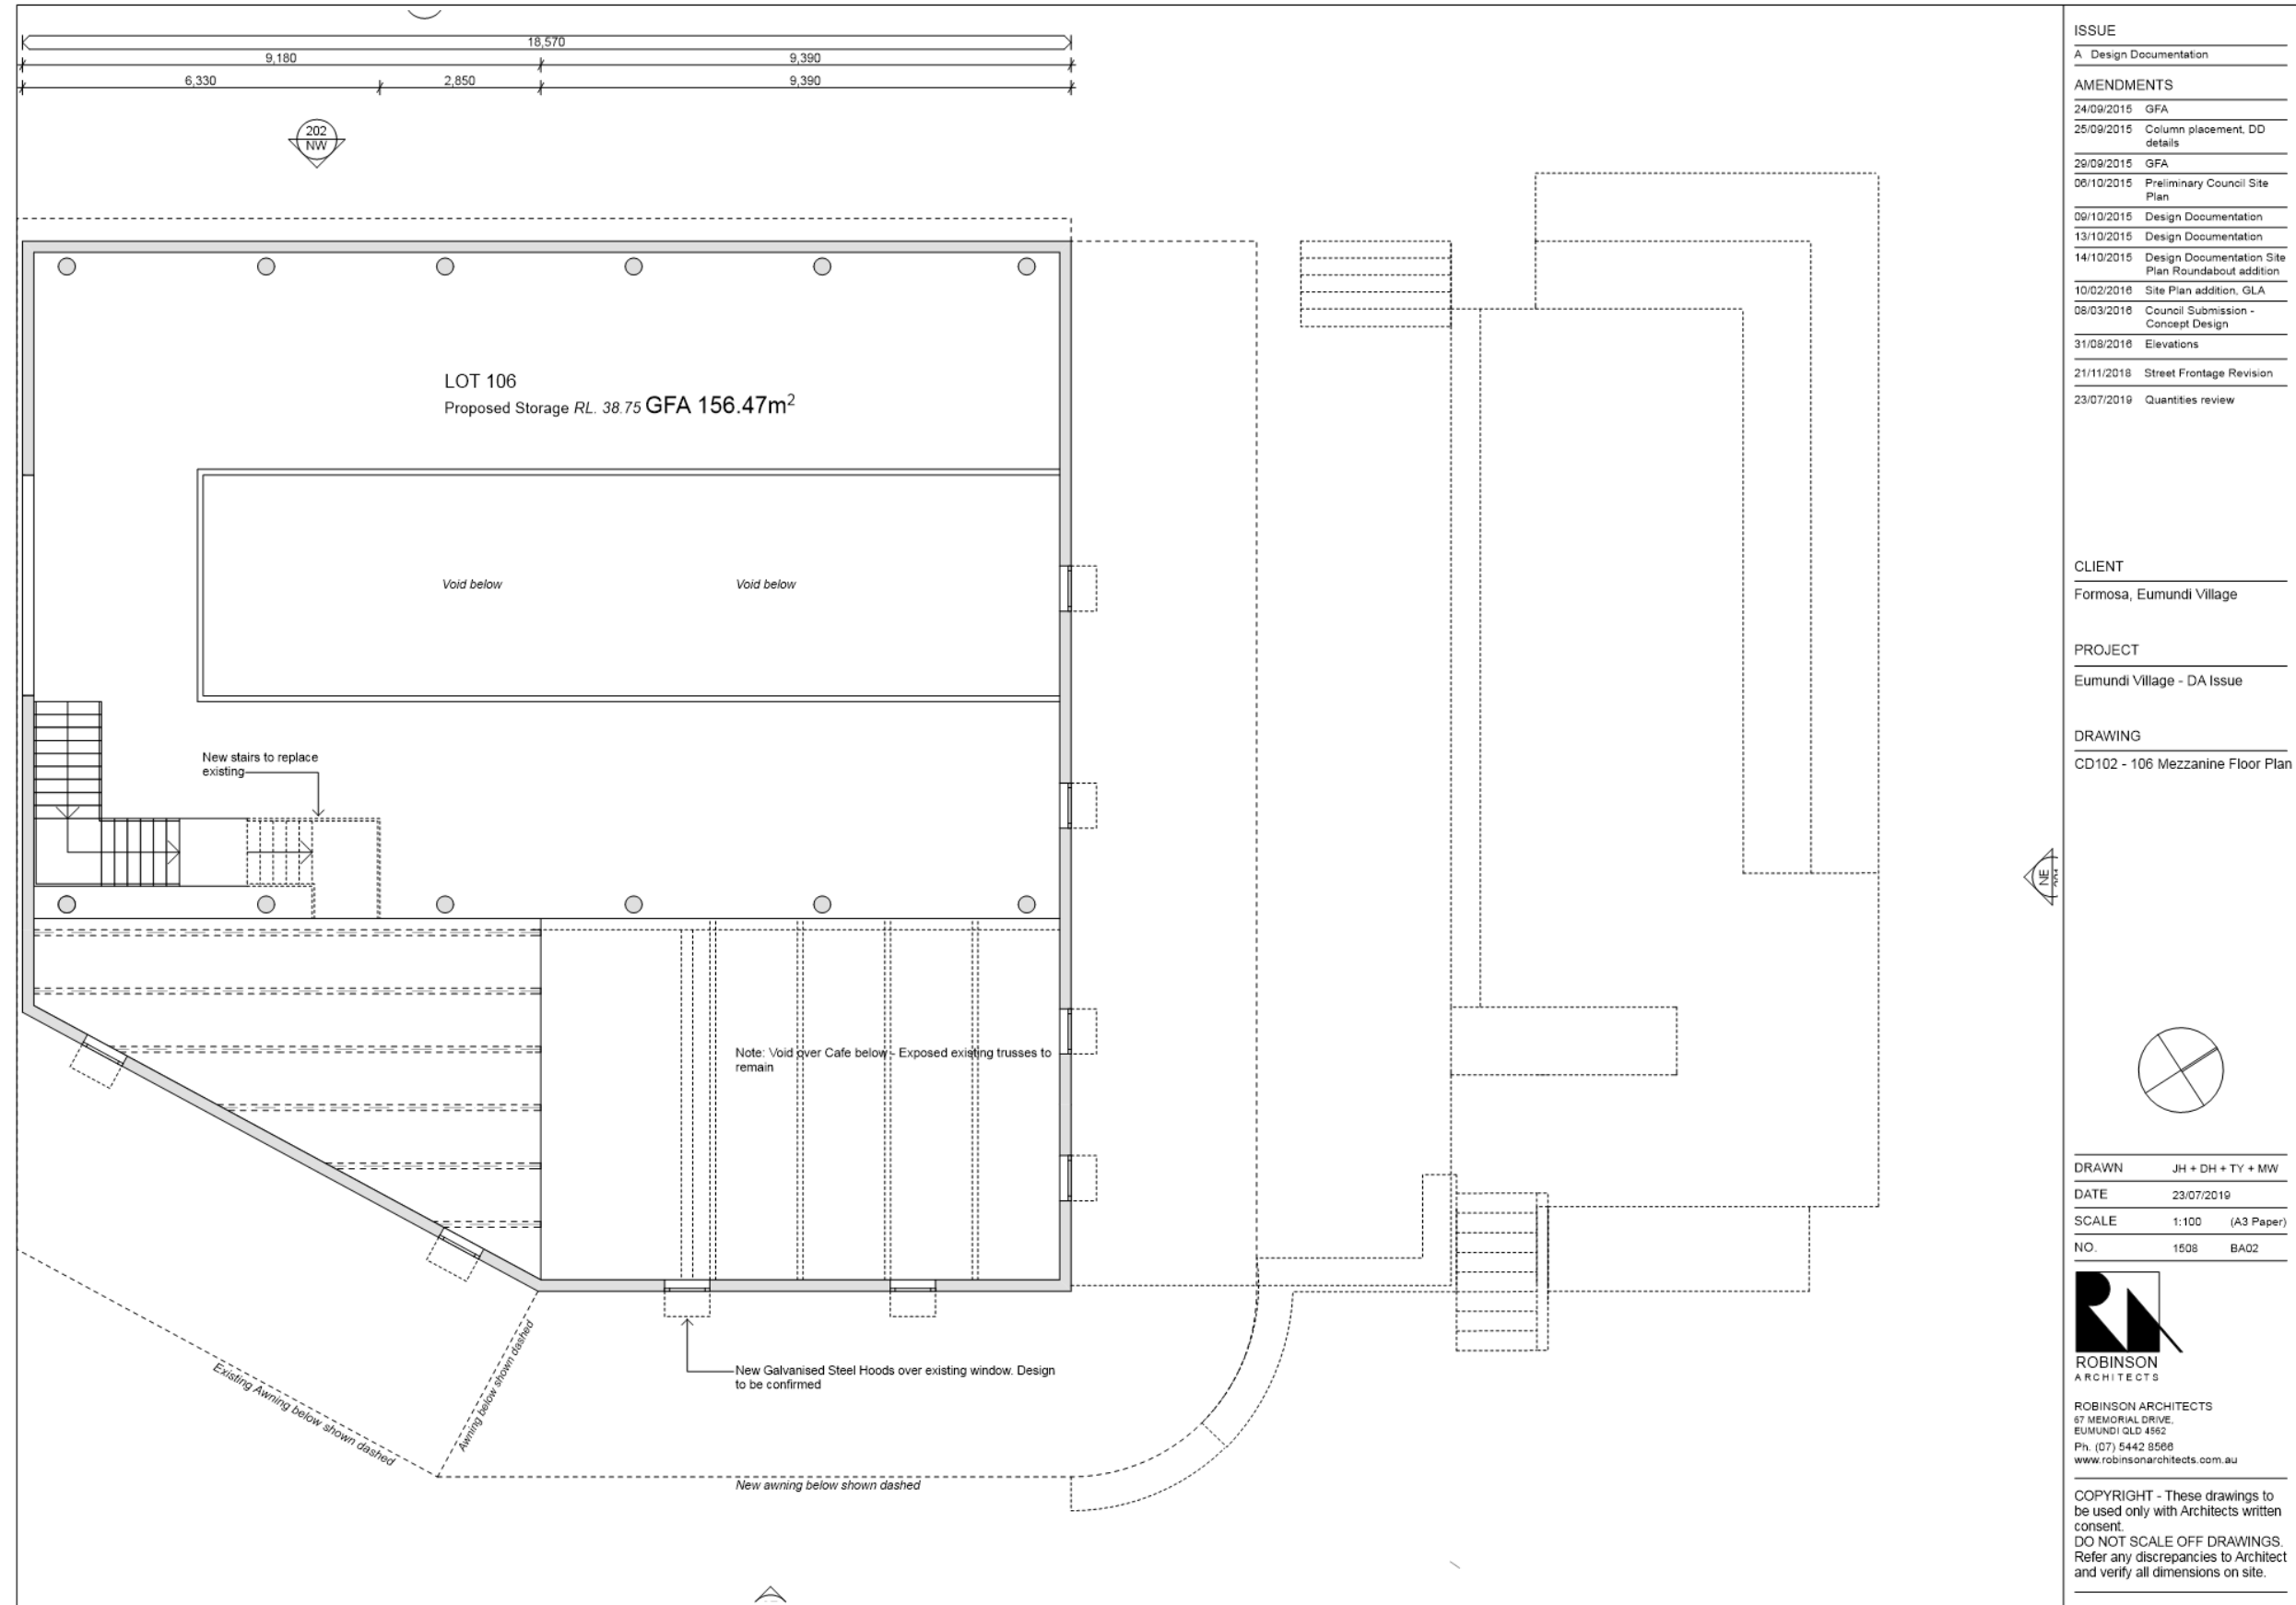 18,570
9,180
9,390
6,330
2,850
9,390
202
NW
LOT 106
Proposed Storage RL. 38.75 GFA 156.47m²
Void below
Void below
New stairs to replace
existing
Note: Void over Cafe below - Exposed existing trusses to
remain
New Galvanised Steel Hoods over existing window. Design
to be confirmed
Existing Awning below shown dashed
Awning below shown dashed
New awning below shown dashed
NE
ISSUE
A Design Documentation
AMENDMENTS
24/09/2015 GFA
25/09/2015 Column placement, DD
details
29/09/2015 GFA
06/10/2015 Preliminary Council Site
Plan
09/10/2015 Design Documentation
13/10/2015 Design Documentation
14/10/2015 Design Documentation Site
Plan Roundabout addition
10/02/2016 Site Plan addition, GLA
08/03/2016 Council Submission -
Concept Design
31/08/2016 Elevations
21/11/2018 Street Frontage Revision
23/07/2019 Quantities review
CLIENT
Formosa, Eumundi Village
PROJECT
Eumundi Village - DA Issue
DRAWING
CD102 - 106 Mezzanine Floor Plan
DRAWN JH + DH + TY + MW
DATE 23/07/2019
SCALE 1:100 (A3 Paper)
NO. 1508 BA02
ROBINSON
ARCHITECTS
ROBINSON ARCHITECTS
67 MEMORIAL DRIVE,
EUMUNDI QLD 4562
Ph. (07) 5442 8566
www.robinsonarchitects.com.au
COPYRIGHT - These drawings to
be used only with Architects written
consent.
DO NOT SCALE OFF DRAWINGS.
Refer any discrepancies to Architect
and verify all dimensions on site.